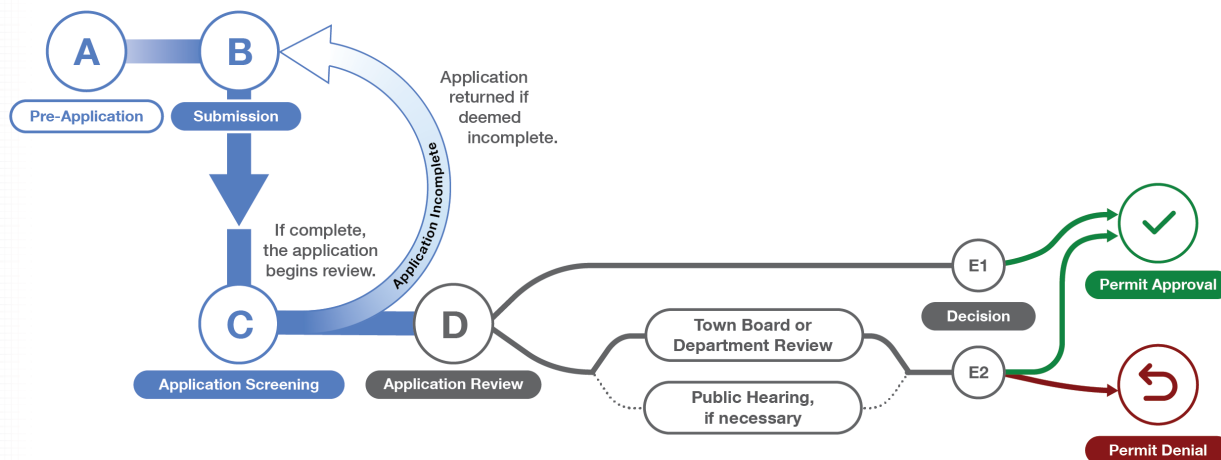 A
B
Pre-Application
Submission
Application
returned if
deemed
incomplete.
Application Incomplete
If complete,
the application
begins review.
C
Application Screening
D
Application Review
Town Board or
Department Review
Public Hearing,
if necessary
E1
Decision
E2
Permit Approval
Permit Denial